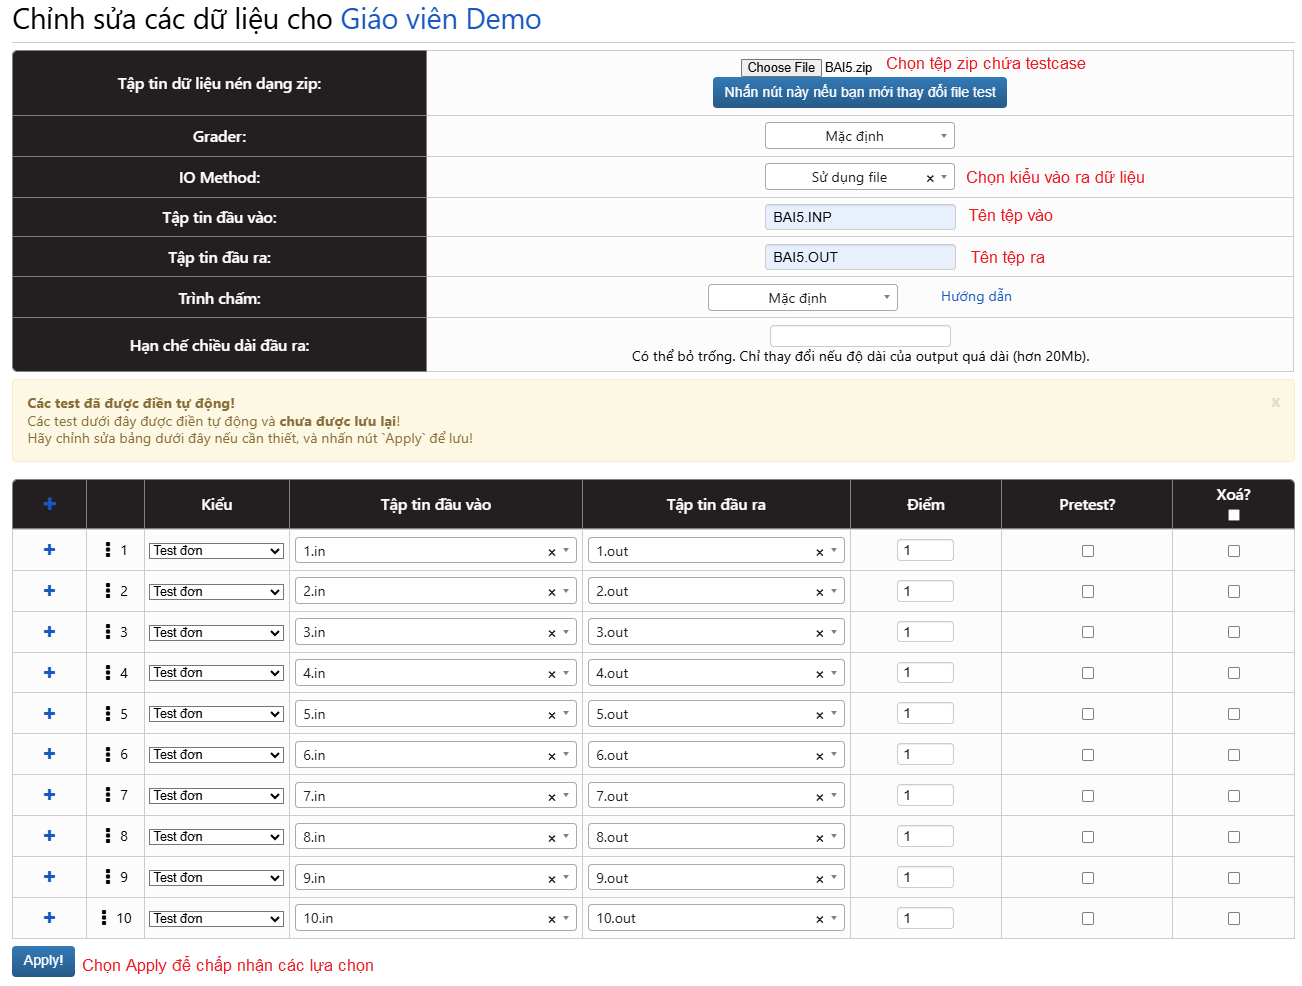 Chỉnh sửa các dữ liệu cho Giáo viên Demo
Tập tin dữ liệu nén dạng zip: Choose File BAI5.zip Chọn tệp zip chứa testcase
Nhấn nút này nếu bạn mới thay đổi file test
Grader: Mặc định
IO Method: Sử dụng file × Chọn kiểu vào ra dữ liệu
Tập tin đầu vào: BAI5.INP Tên tệp vào
Tập tin đầu ra: BAI5.OUT Tên tệp ra
Trình chấm: Mặc định Hướng dẫn
Hạn chế chiều dài đầu ra:
Có thể bỏ trống. Chỉ thay đổi nếu độ dài của output quá dài (hơn 20Mb).
Các test đã được điền tự động! x
Các test dưới đây được điền tự động và chưa được lưu lại!
Hãy chỉnh sửa bảng dưới đây nếu cần thiết, và nhấn nút `Apply` để lưu!
+ Kiểu Tập tin đầu vào Tập tin đầu ra Điểm Pretest? Xoá?
+ 1 Test đơn 1.in × 1.out × 1
+ 2 Test đơn 2.in × 2.out × 1
+ 3 Test đơn 3.in × 3.out × 1
+ 4 Test đơn 4.in × 4.out × 1
+ 5 Test đơn 5.in × 5.out × 1
+ 6 Test đơn 6.in × 6.out × 1
+ 7 Test đơn 7.in × 7.out × 1
+ 8 Test đơn 8.in × 8.out × 1
+ 9 Test đơn 9.in × 9.out × 1
+ 10 Test đơn 10.in × 10.out × 1
Apply! Chọn Apply để chấp nhận các lựa chọn